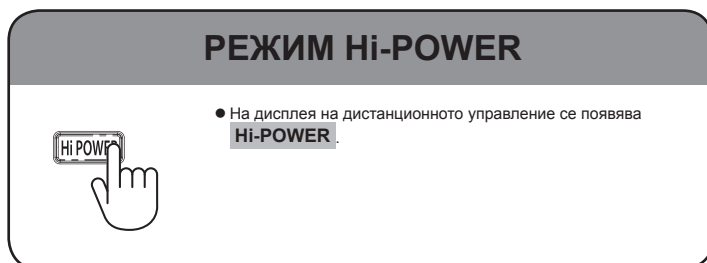 РЕЖИМ Hi-POWER
● На дисплея на дистанционното управление се появява
Hi-POWER .
Hi POWER